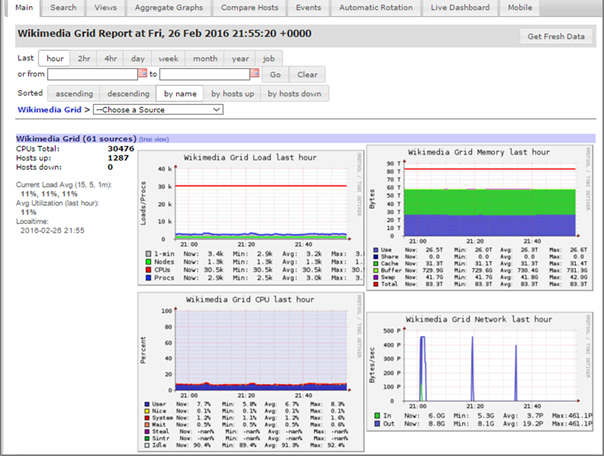 Main Search Views Aggregate Graphs Compare Hosts Events Automatic Rotation Live Dashboard Mobile
Wikimedia Grid Report at Fri, 26 Feb 2016 21:55:20 +0000
Get Fresh Data
Last hour 2hr 4hr day week month year job
or from to Go Clear
Sorted ascending descending by name by hosts up by hosts down
Wikimedia Grid > --Choose a Source
Wikimedia Grid (61 sources) (tree view)
CPUs Total: 30476
Hosts up: 1287
Hosts down: 0
Current Load Avg (15, 5, 1m):
11%, 11%, 11%
Avg Utilization (last hour):
11%
Localtime:
2016-02-26 21:55
Wikimedia Grid Load last hour
Loads/Procs
40 k
30 k
20 k
10 k
0
21:00 21:20 21:40
1-min Now: 3.4k Min: 2.9k Avg: 3.2k Max: 3.
Nodes Now: 1.3k Min: 1.3k Avg: 1.3k Max: 1.
CPUs Now: 30.5k Min: 30.5k Avg: 30.5k Max: 30.
Procs Now: 2.9k Min: 2.3k Avg: 2.9k Max: 3.
Wikimedia Grid Memory last hour
Bytes
90 T
80 T
70 T
60 T
50 T
40 T
30 T
20 T
10 T
0
21:00 21:20 21:40
Use Now: 26.5T Min: 26.0T Avg: 26.3T Max: 26.6T
Share Now: 0.0 Min: 0.0 Avg: 0.0 Max: 0.0
Cache Now: 31.3T Min: 31.1T Avg: 31.3T Max: 31.4T
Buffer Now: 729.9G Min: 729.6G Avg: 730.4G Max: 731.3G
Swap Now: 41.7G Min: 41.7G Avg: 41.8G Max: 42.0G
Total Now: 83.3T Min: 83.3T Avg: 83.3T Max: 83.3T
Wikimedia Grid CPU last hour
Percent
100
80
60
40
20
0
21:00 21:20 21:40
User Now: 7.7% Min: 5.8% Avg: 6.7% Max: 8.3%
Nice Now: 0.1% Min: 0.1% Avg: 0.1% Max: 0.1%
System Now: 1.2% Min: 1.1% Avg: 1.2% Max: 1.6%
Wait Now: 0.5% Min: 0.5% Avg: 0.5% Max: 0.6%
Steal Now: -nan% Min: -nan% Avg: -nan% Max: -nan%
Sintr Now: -nan% Min: -nan% Avg: -nan% Max: -nan%
Idle Now: 90.4% Min: 89.4% Avg: 91.3% Max: 92.4%
Wikimedia Grid Network last hour
Bytes/sec
500 P
400 P
300 P
200 P
100 P
0
21:00 21:20 21:40
In Now: 6.0G Min: 5.3G Avg: 3.7P Max:461.1P
Out Now: 8.8G Min: 8.1G Avg: 19.2P Max:461.1P